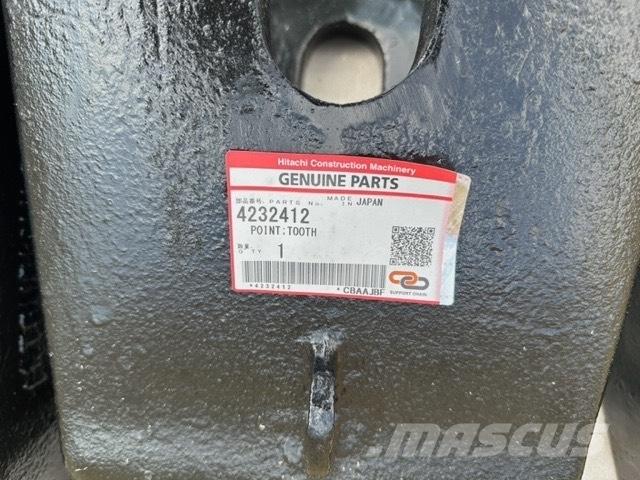 Hitachi Construction Machinery
GENUINE PARTS
部品番号. PARTS No. MADE IN JAPAN
4232412
POINT:TOOTH
数量. Q'TY 1
*4232412 *CBAAJBF
SUPPORT CHAIN
MASCUS